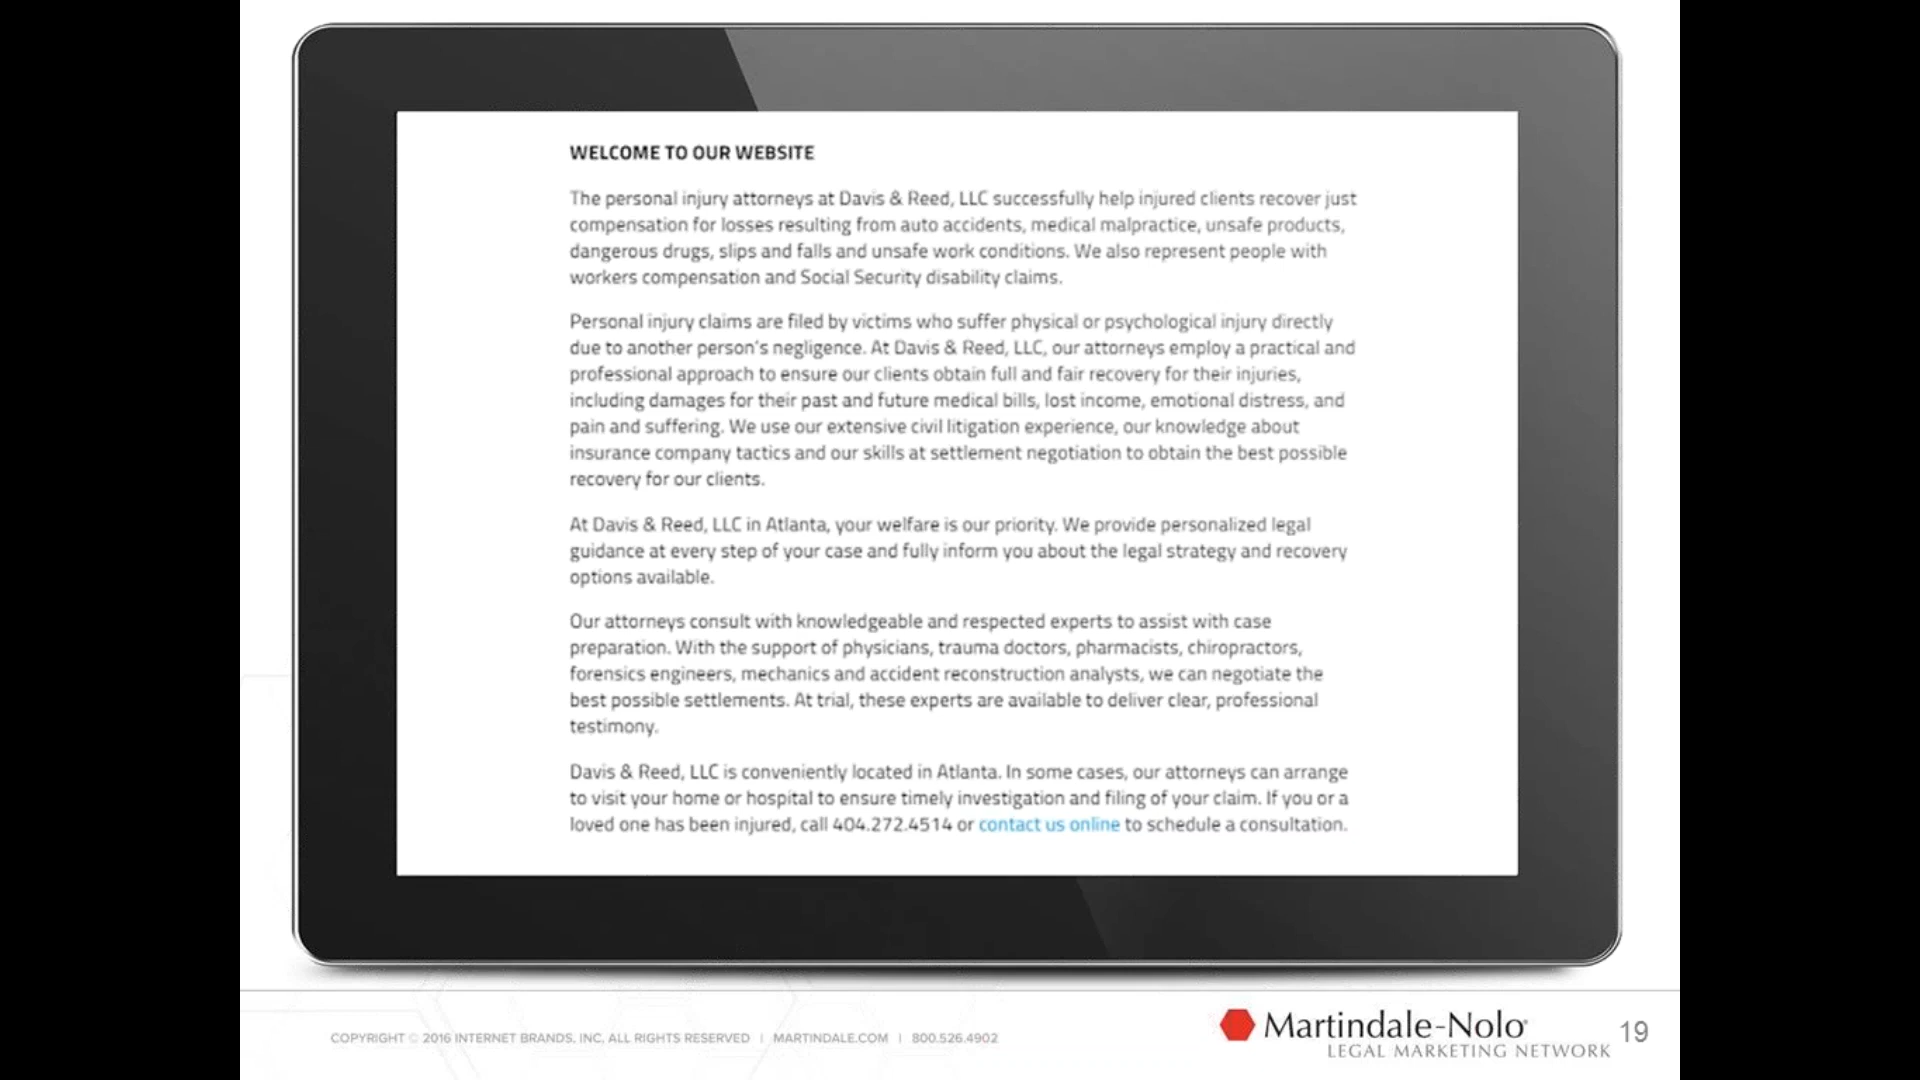 WELCOME TO OUR WEBSITE
The personal injury attorneys at Davis & Reed, LLC successfully help injured clients recover just
compensation for losses resulting from auto accidents, medical malpractice, unsafe products,
dangerous drugs, slips and falls and unsafe work conditions. We also represent people with
workers compensation and Social Security disability claims.
Personal injury claims are filed by victims who suffer physical or psychological injury directly
due to another person's negligence. At Davis & Reed, LLC, our attorneys employ a practical and
professional approach to ensure our clients obtain full and fair recovery for their injuries,
including damages for their past and future medical bills, lost income, emotional distress, and
pain and suffering. We use our extensive civil litigation experience, our knowledge about
insurance company tactics and our skills at settlement negotiation to obtain the best possible
recovery for our clients.
At Davis & Reed, LLC in Atlanta, your welfare is our priority. We provide personalized legal
guidance at every step of your case and fully inform you about the legal strategy and recovery
options available.
Our attorneys consult with knowledgeable and respected experts to assist with case
preparation. With the support of physicians, trauma doctors, pharmacists, chiropractors,
forensics engineers, mechanics and accident reconstruction analysts, we can negotiate the
best possible settlements. At trial, these experts are available to deliver clear, professional
testimony.
Davis & Reed, LLC is conveniently located in Atlanta. In some cases, our attorneys can arrange
to visit your home or hospital to ensure timely investigation and filing of your claim. If you or a
loved one has been injured, call 404.272.4514 or contact us online to schedule a consultation.
COPYRIGHT © 2016 INTERNET BRANDS, INC, ALL RIGHTS RESERVED | MARTINDALE.COM | 800.526.4902
Martindale-Nolo®
LEGAL MARKETING NETWORK
19